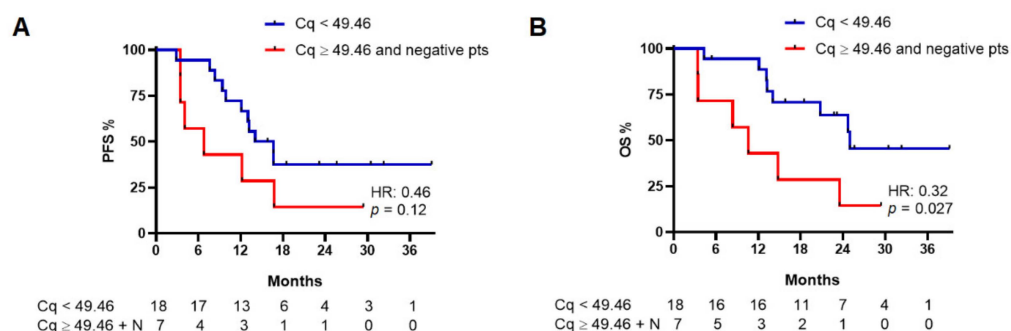 A
Cq < 49.46
Cq ≥ 49.46 and negative pts
100
75
50
25
0
PFS %
HR: 0.46
p = 0.12
0 6 12 18 24 30 36
Months
Cq < 49.46 18 17 13 6 4 3 1
Cq ≥ 49.46 + N 7 4 3 1 1 0 0
B
Cq < 49.46
Cq ≥ 49.46 and negative pts
100
75
50
25
0
OS %
HR: 0.32
p = 0.027
0 6 12 18 24 30 36
Months
Cq < 49.46 18 16 16 11 7 4 1
Cq ≥ 49.46 + N 7 5 3 2 1 0 0